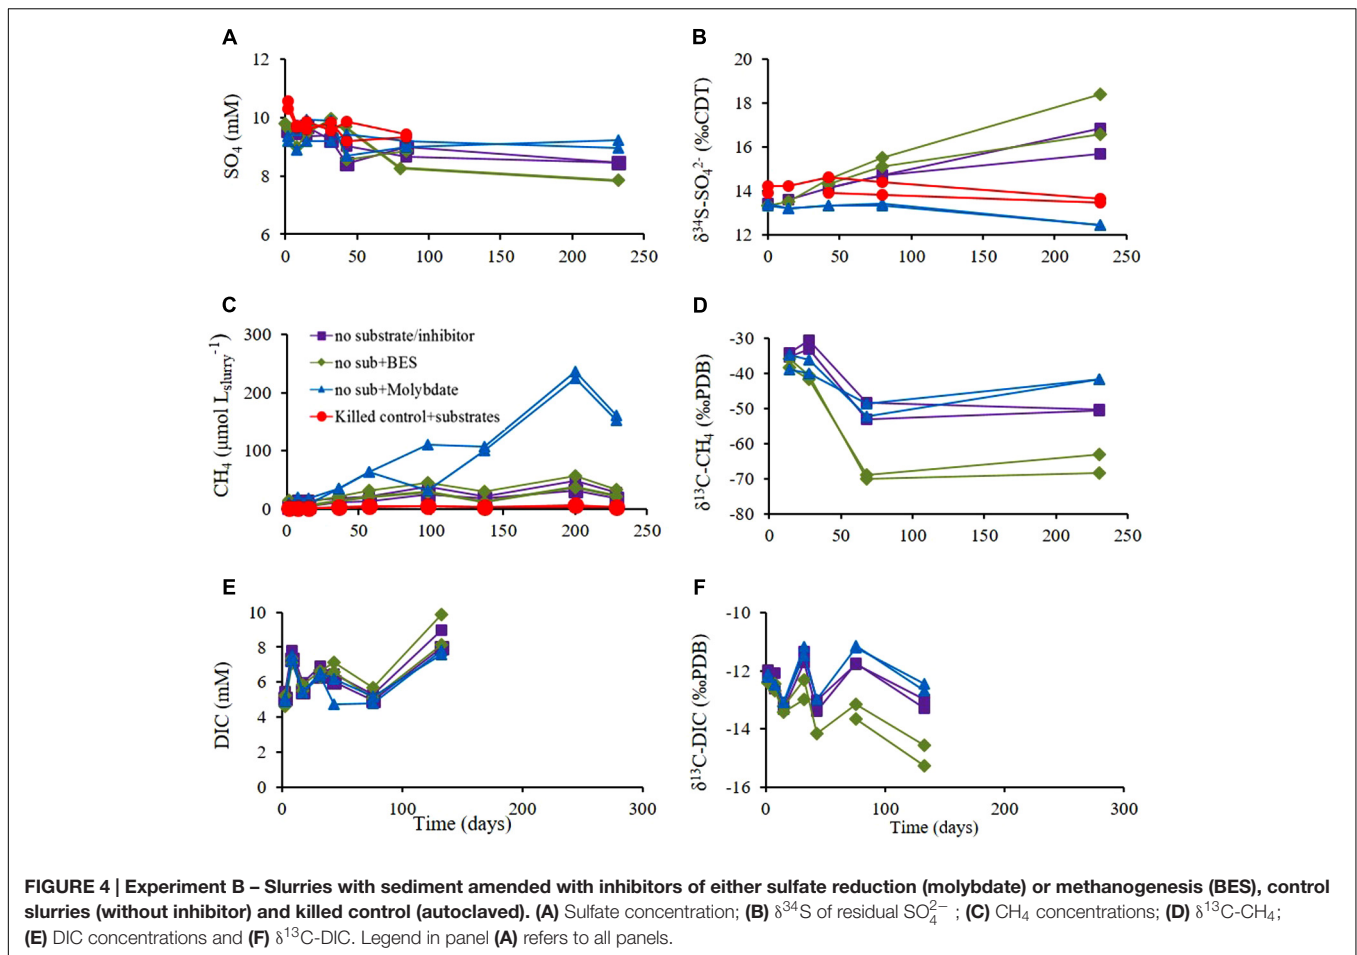 A
SO4 (mM)
12
10
8
6
0 50 100 150 200 250
B
δ34S-SO42- (‰CDT)
20
18
16
14
12
0 50 100 150 200 250
C
CH4 (µmol Lslurry-1)
300
200
100
0
0 50 100 150 200 250
no substrate/inhibitor
no sub+BES
no sub+Molybdate
Killed control+substrates
D
δ13C-CH4 (‰PDB)
-30
-40
-50
-60
-70
-80
0 50 100 150 200 250
E
DIC (mM)
10
8
6
4
2
0
0 100 200 300
Time (days)
F
δ13C-DIC (‰PDB)
-10
-12
-14
-16
0 100 200 300
Time (days)
FIGURE 4 | Experiment B – Slurries with sediment amended with inhibitors of either sulfate reduction (molybdate) or methanogenesis (BES), control
slurries (without inhibitor) and killed control (autoclaved). (A) Sulfate concentration; (B) δ34S of residual SO42− ; (C) CH4 concentrations; (D) δ13C-CH4;
(E) DIC concentrations and (F) δ13C-DIC. Legend in panel (A) refers to all panels.